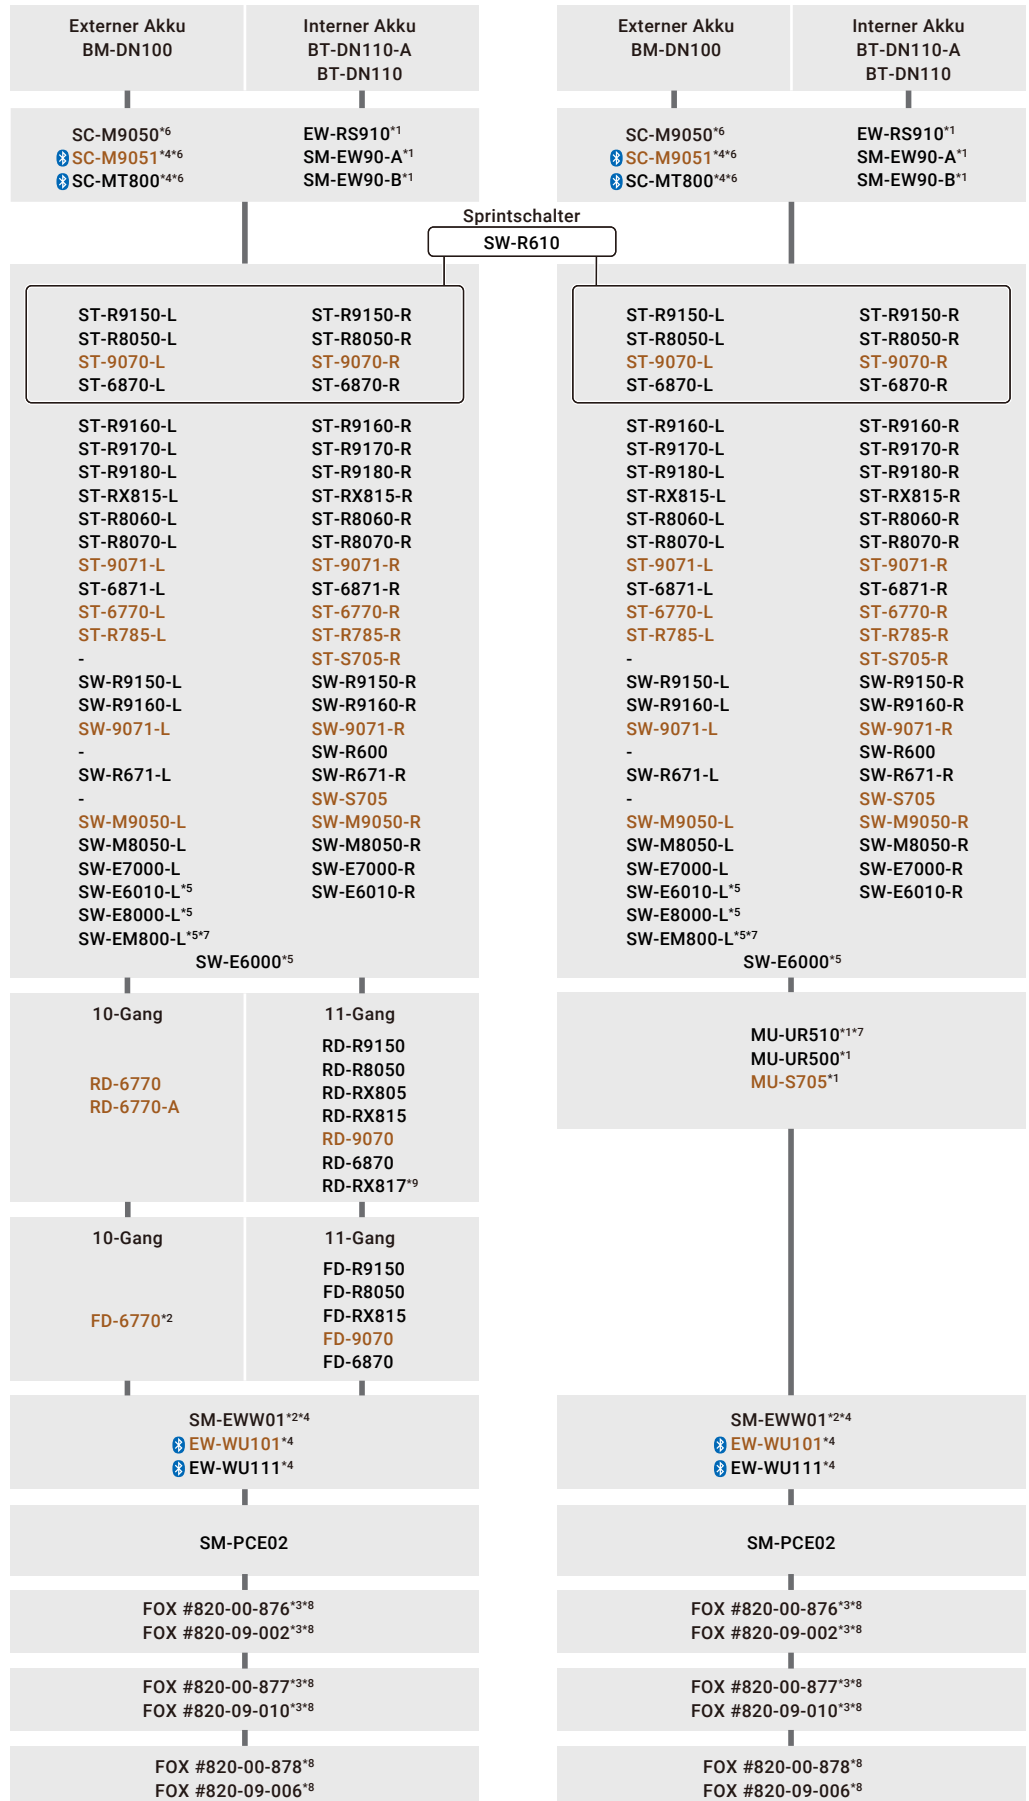 Externer Akku
BM-DN100
Interner Akku
BT-DN110-A
BT-DN110
SC-M9050*6
SC-M9051*4*6
SC-MT800*4*6
EW-RS910*1
SM-EW90-A*1
SM-EW90-B*1
Externer Akku
BM-DN100
Interner Akku
BT-DN110-A
BT-DN110
SC-M9050*6
SC-M9051*4*6
SC-MT800*4*6
EW-RS910*1
SM-EW90-A*1
SM-EW90-B*1
Sprintschalter
SW-R610
ST-R9150-L ST-R9150-R
ST-R8050-L ST-R8050-R
ST-9070-L ST-9070-R
ST-6870-L ST-6870-R
ST-R9160-L ST-R9160-R
ST-R9170-L ST-R9170-R
ST-R9180-L ST-R9180-R
ST-RX815-L ST-RX815-R
ST-R8060-L ST-R8060-R
ST-R8070-L ST-R8070-R
ST-9071-L ST-9071-R
ST-6871-L ST-6871-R
ST-6770-L ST-6770-R
ST-R785-L ST-R785-R
- ST-S705-R
SW-R9150-L SW-R9150-R
SW-R9160-L SW-R9160-R
SW-9071-L SW-9071-R
- SW-R600
SW-R671-L SW-R671-R
- SW-S705
SW-M9050-L SW-M9050-R
SW-M8050-L SW-M8050-R
SW-E7000-L SW-E7000-R
SW-E6010-L*5 SW-E6010-R
SW-E8000-L*5
SW-EM800-L*5*7
SW-E6000*5
ST-R9150-L ST-R9150-R
ST-R8050-L ST-R8050-R
ST-9070-L ST-9070-R
ST-6870-L ST-6870-R
ST-R9160-L ST-R9160-R
ST-R9170-L ST-R9170-R
ST-R9180-L ST-R9180-R
ST-RX815-L ST-RX815-R
ST-R8060-L ST-R8060-R
ST-R8070-L ST-R8070-R
ST-9071-L ST-9071-R
ST-6871-L ST-6871-R
ST-6770-L ST-6770-R
ST-R785-L ST-R785-R
- ST-S705-R
SW-R9150-L SW-R9150-R
SW-R9160-L SW-R9160-R
SW-9071-L SW-9071-R
- SW-R600
SW-R671-L SW-R671-R
- SW-S705
SW-M9050-L SW-M9050-R
SW-M8050-L SW-M8050-R
SW-E7000-L SW-E7000-R
SW-E6010-L*5 SW-E6010-R
SW-E8000-L*5
SW-EM800-L*5*7
SW-E6000*5
10-Gang
RD-6770
RD-6770-A
11-Gang
RD-R9150
RD-R8050
RD-RX805
RD-RX815
RD-9070
RD-6870
RD-RX817*9
MU-UR510*1*7
MU-UR500*1
MU-S705*1
10-Gang
FD-6770*2
11-Gang
FD-R9150
FD-R8050
FD-RX815
FD-9070
FD-6870
SM-EWW01*2*4
EW-WU101*4
EW-WU111*4
SM-EWW01*2*4
EW-WU101*4
EW-WU111*4
SM-PCE02
SM-PCE02
FOX #820-00-876*3*8
FOX #820-09-002*3*8
FOX #820-00-876*3*8
FOX #820-09-002*3*8
FOX #820-00-877*3*8
FOX #820-09-010*3*8
FOX #820-00-877*3*8
FOX #820-09-010*3*8
FOX #820-00-878*8
FOX #820-09-006*8
FOX #820-00-878*8
FOX #820-09-006*8